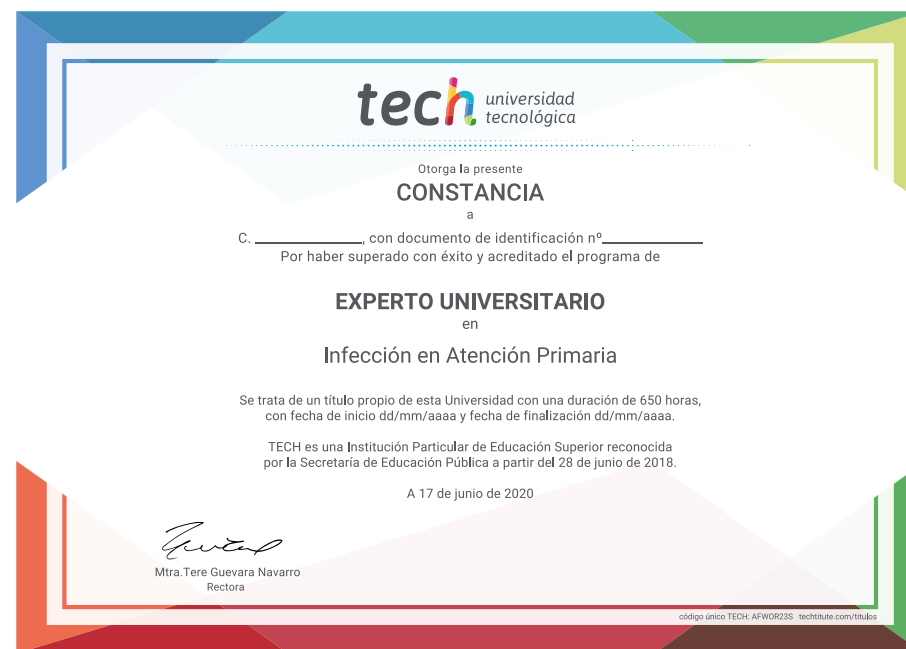 tech universidad
tecnológica
Otorga la presente
CONSTANCIA
a
C. ____________, con documento de identificación nº____________
Por haber superado con éxito y acreditado el programa de
EXPERTO UNIVERSITARIO
en
Infección en Atención Primaria
Se trata de un título propio de esta Universidad con una duración de 650 horas,
con fecha de inicio dd/mm/aaaa y fecha de finalización dd/mm/aaaa.
TECH es una Institución Particular de Educación Superior reconocida
por la Secretaría de Educación Pública a partir del 28 de junio de 2018.
A 17 de junio de 2020
Mtra.Tere Guevara Navarro
Rectora
código único TECH: AFWOR23S techtitute.com/titulos